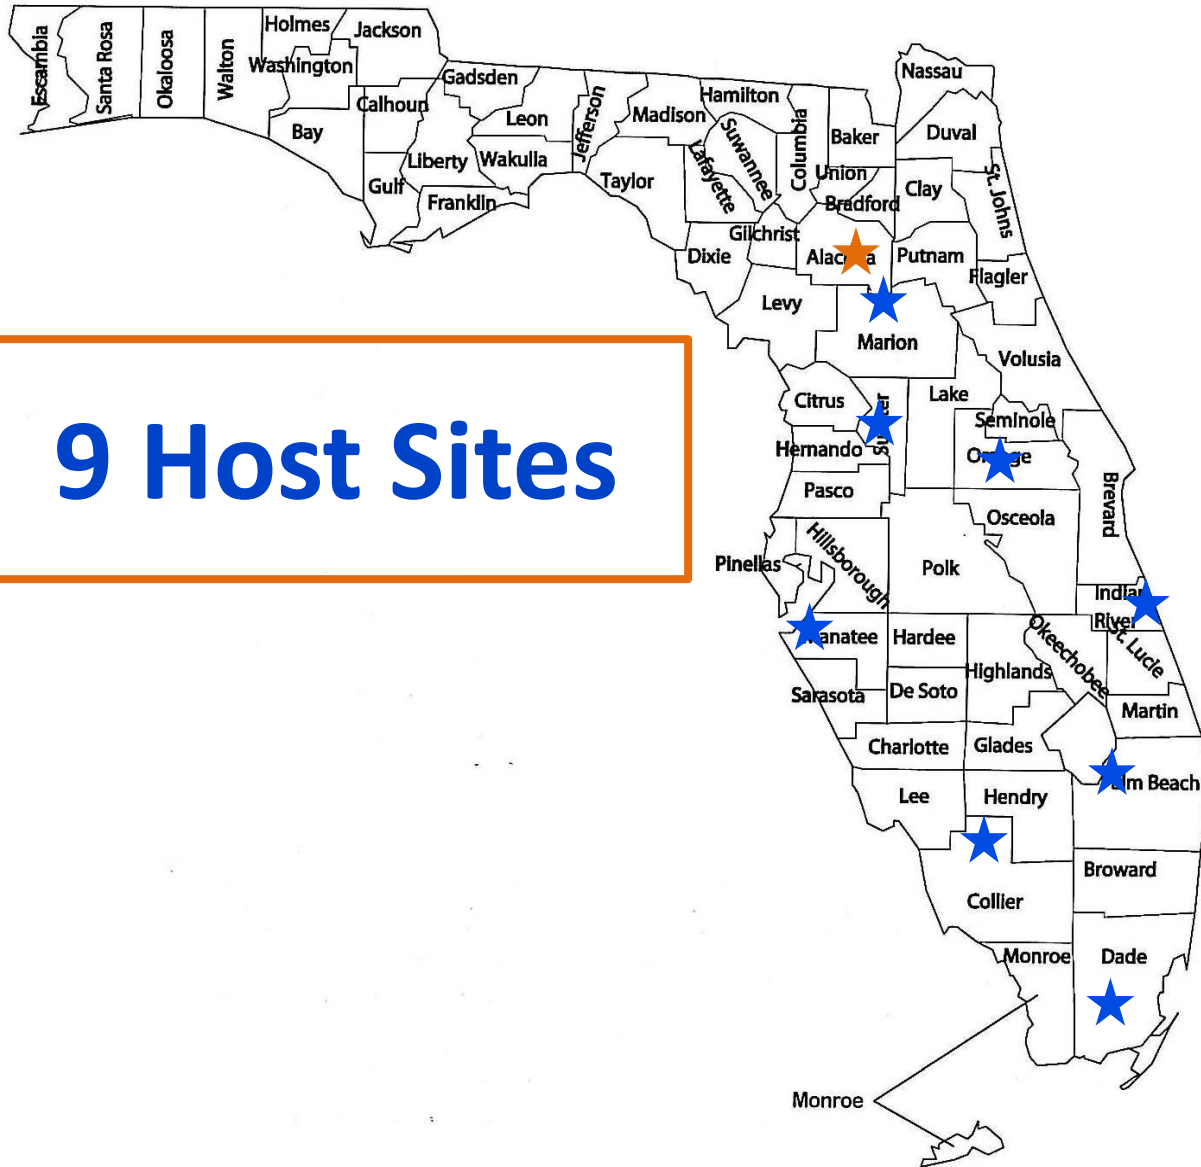 Essambia
Santa Rosa
Okaloosa
Walton
Holmes
Jackson
Washington
Bay
Calhoun
Gulf
Gadsden
Liberty
Franklin
Leon
Wakulla
Jefferson
Madison
Taylor
Hamilton
Suwannee
Lafayette
Columbia
Baker
Union
Bradford
Nassau
Duval
Clay
St. Johns
Gilchrist
Dixie
Putnam
Flagler
Levy
Marion
Volusia
9 Host Sites
Citrus
Lake
Seminole
Hernando
Pasco
Brevard
Osceola
Pinellas
Hillsborough
Polk
River
Hardee
Okeechobee
St. Lucie
Highlands
Sarasota
De Soto
Martin
Charlotte
Glades
Beach
Lee
Hendry
Broward
Collier
Monroe
Dade
Monroe